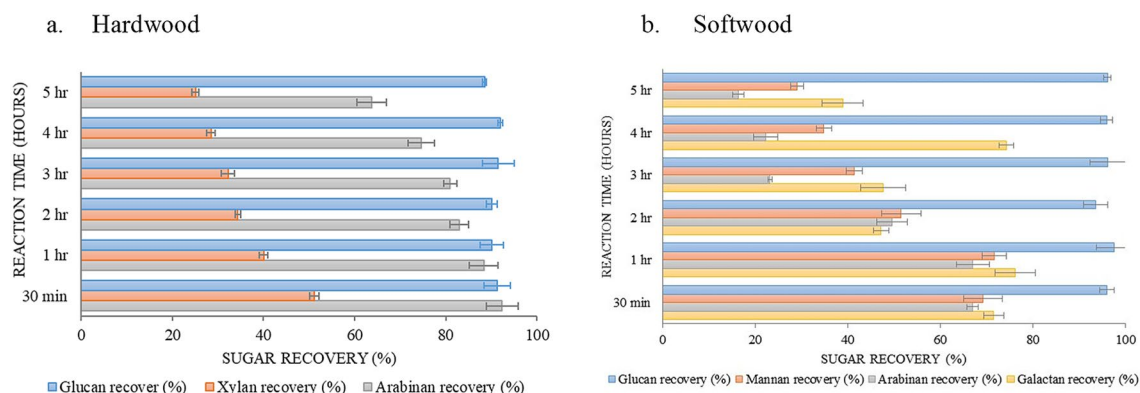 a. Hardwood
REACTION TIME (HOURS)
5 hr
4 hr
3 hr
2 hr
1 hr
30 min
0 20 40 60 80 100
SUGAR RECOVERY (%)
Glucan recover (%) Xylan recovery (%) Arabinan recovery (%)
b. Softwood
REACTION TIME (HOURS)
5 hr
4 hr
3 hr
2 hr
1 hr
30 min
0 20 40 60 80 100
SUGAR RECOVERY (%)
Glucan recovery (%) Mannan recovery (%) Arabinan recovery (%) Galactan recovery (%)